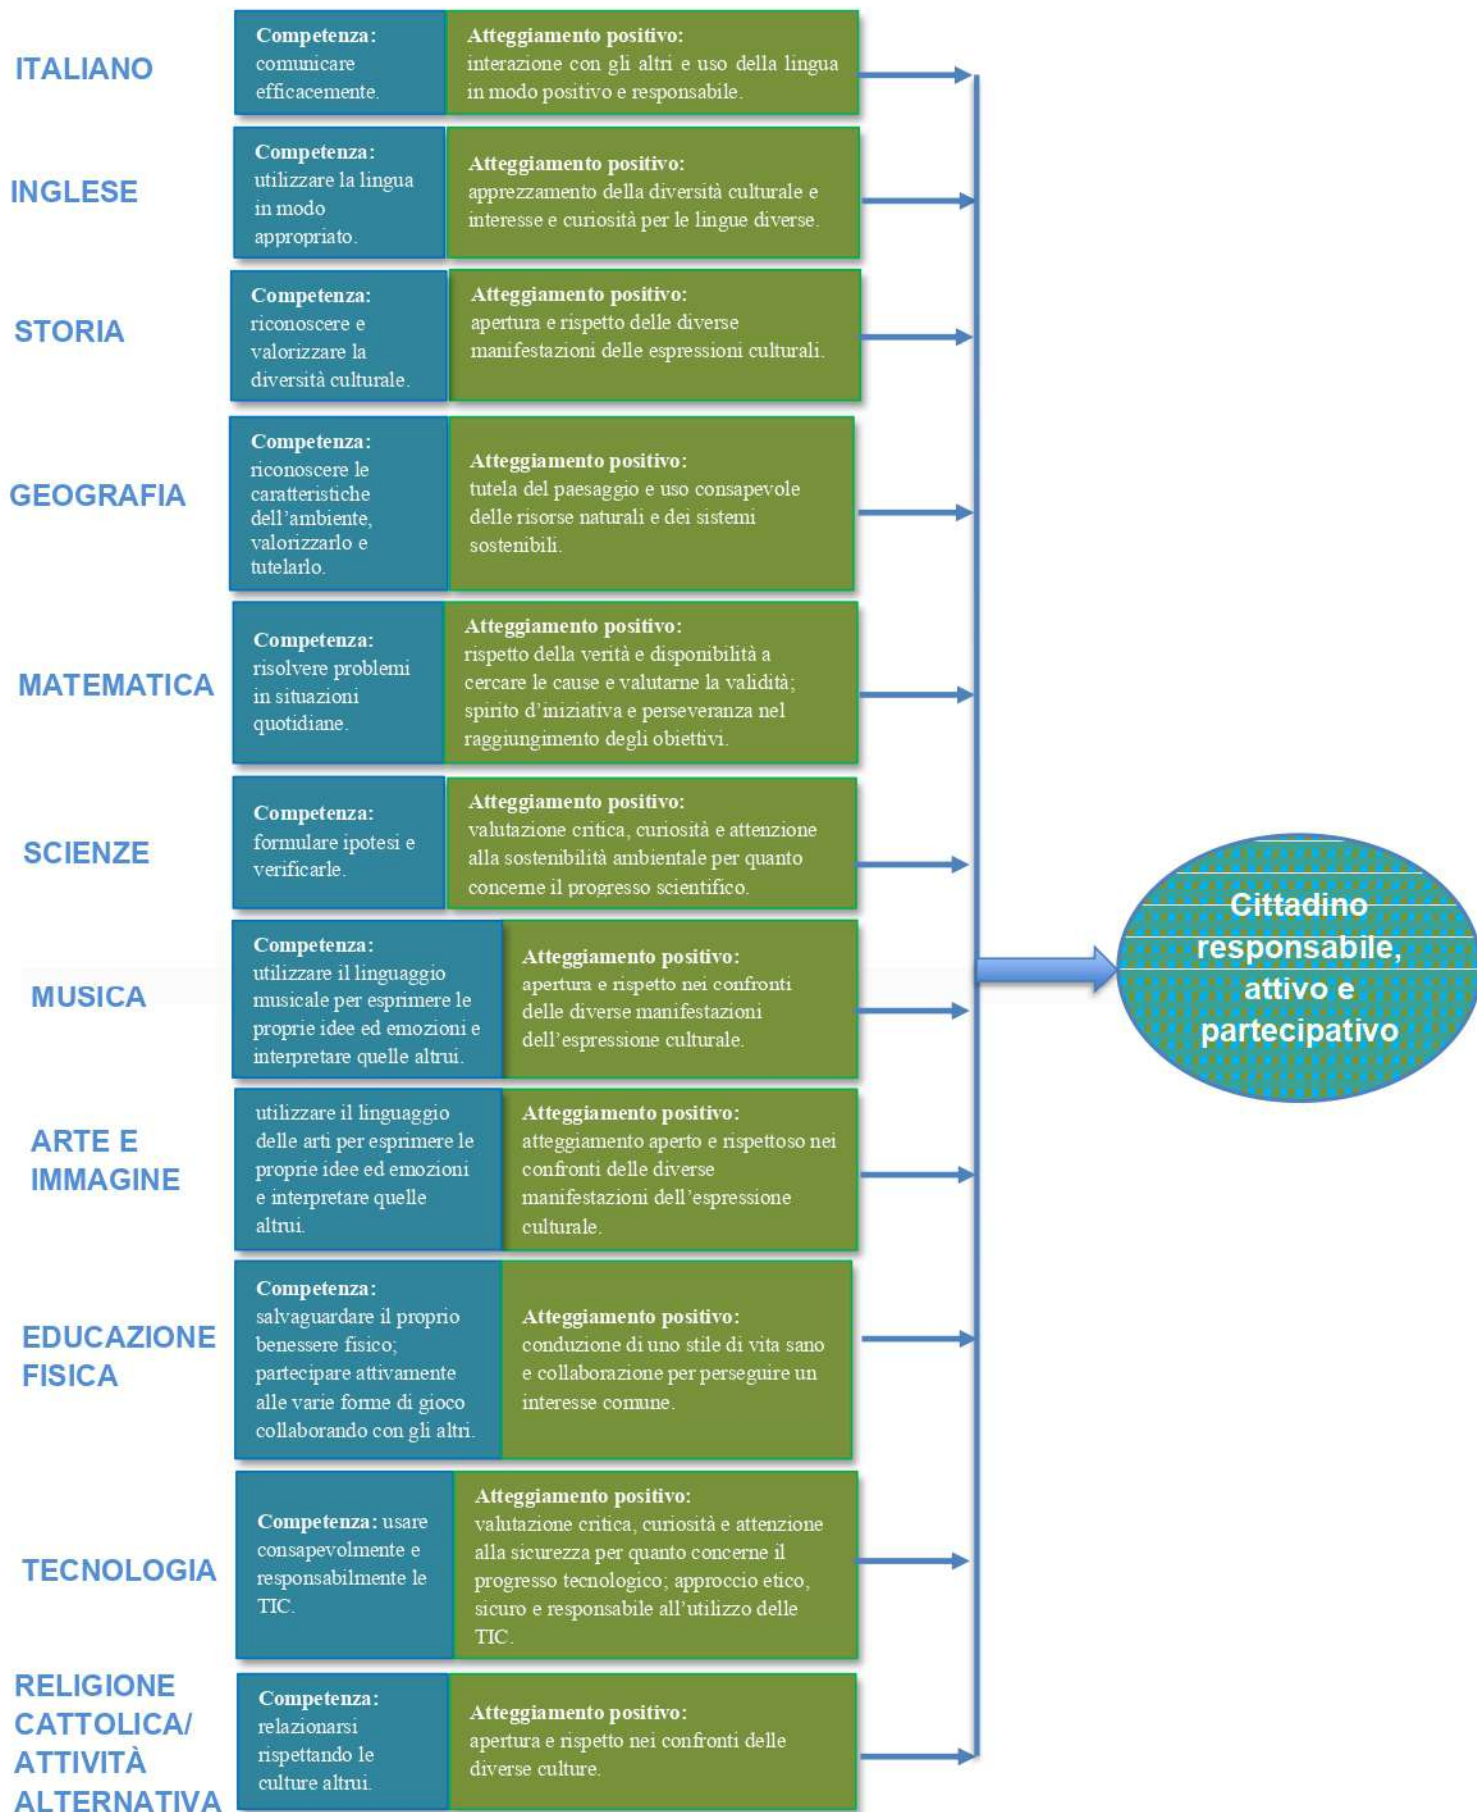 ITALIANO
Competenza:
comunicare
efficacemente.
Atteggiamento positivo:
interazione con gli altri e uso della lingua
in modo positivo e responsabile.
INGLESE
Competenza:
utilizzare la lingua
in modo
appropriato.
Atteggiamento positivo:
apprezzamento della diversità culturale e
interesse e curiosità per le lingue diverse.
STORIA
Competenza:
riconoscere e
valorizzare la
diversità culturale.
Atteggiamento positivo:
apertura e rispetto delle diverse
manifestazioni delle espressioni culturali.
GEOGRAFIA
Competenza:
riconoscere le
caratteristiche
dell’ambiente,
valorizzarlo e
tutelarlo.
Atteggiamento positivo:
tutela del paesaggio e uso consapevole
delle risorse naturali e dei sistemi
sostenibili.
MATEMATICA
Competenza:
risolvere problemi
in situazioni
quotidiane.
Atteggiamento positivo:
rispetto della verità e disponibilità a
cercare le cause e valutarne la validità;
spirito d’iniziativa e perseveranza nel
raggiungimento degli obiettivi.
SCIENZE
Competenza:
formulare ipotesi e
verificarle.
Atteggiamento positivo:
valutazione critica, curiosità e attenzione
alla sostenibilità ambientale per quanto
concerne il progresso scientifico.
MUSICA
Competenza:
utilizzare il linguaggio
musicale per esprimere le
proprie idee ed emozioni e
interpretare quelle altrui.
Atteggiamento positivo:
apertura e rispetto nei confronti
delle diverse manifestazioni
dell’espressione culturale.
ARTE E
IMMAGINE
utilizzare il linguaggio
delle arti per esprimere le
proprie idee ed emozioni
e interpretare quelle
altrui.
Atteggiamento positivo:
atteggiamento aperto e rispettoso nei
confronti delle diverse
manifestazioni dell’espressione
culturale.
EDUCAZIONE
FISICA
Competenza:
salvaguardare il proprio
benessere fisico;
partecipare attivamente
alle varie forme di gioco
collaborando con gli altri.
Atteggiamento positivo:
conduzione di uno stile di vita sano
e collaborazione per perseguire un
interesse comune.
TECNOLOGIA
Competenza: usare
consapevolmente e
responsabilmente le
TIC.
Atteggiamento positivo:
valutazione critica, curiosità e attenzione
alla sicurezza per quanto concerne il
progresso tecnologico; approccio etico,
sicuro e responsabile all’utilizzo delle
TIC.
RELIGIONE
CATTOLICA/
ATTIVITÀ
ALTERNATIVA
Competenza:
relazionarsi
rispettando le
culture altrui.
Atteggiamento positivo:
apertura e rispetto nei confronti delle
diverse culture.
Cittadino
responsabile,
attivo e
partecipativo